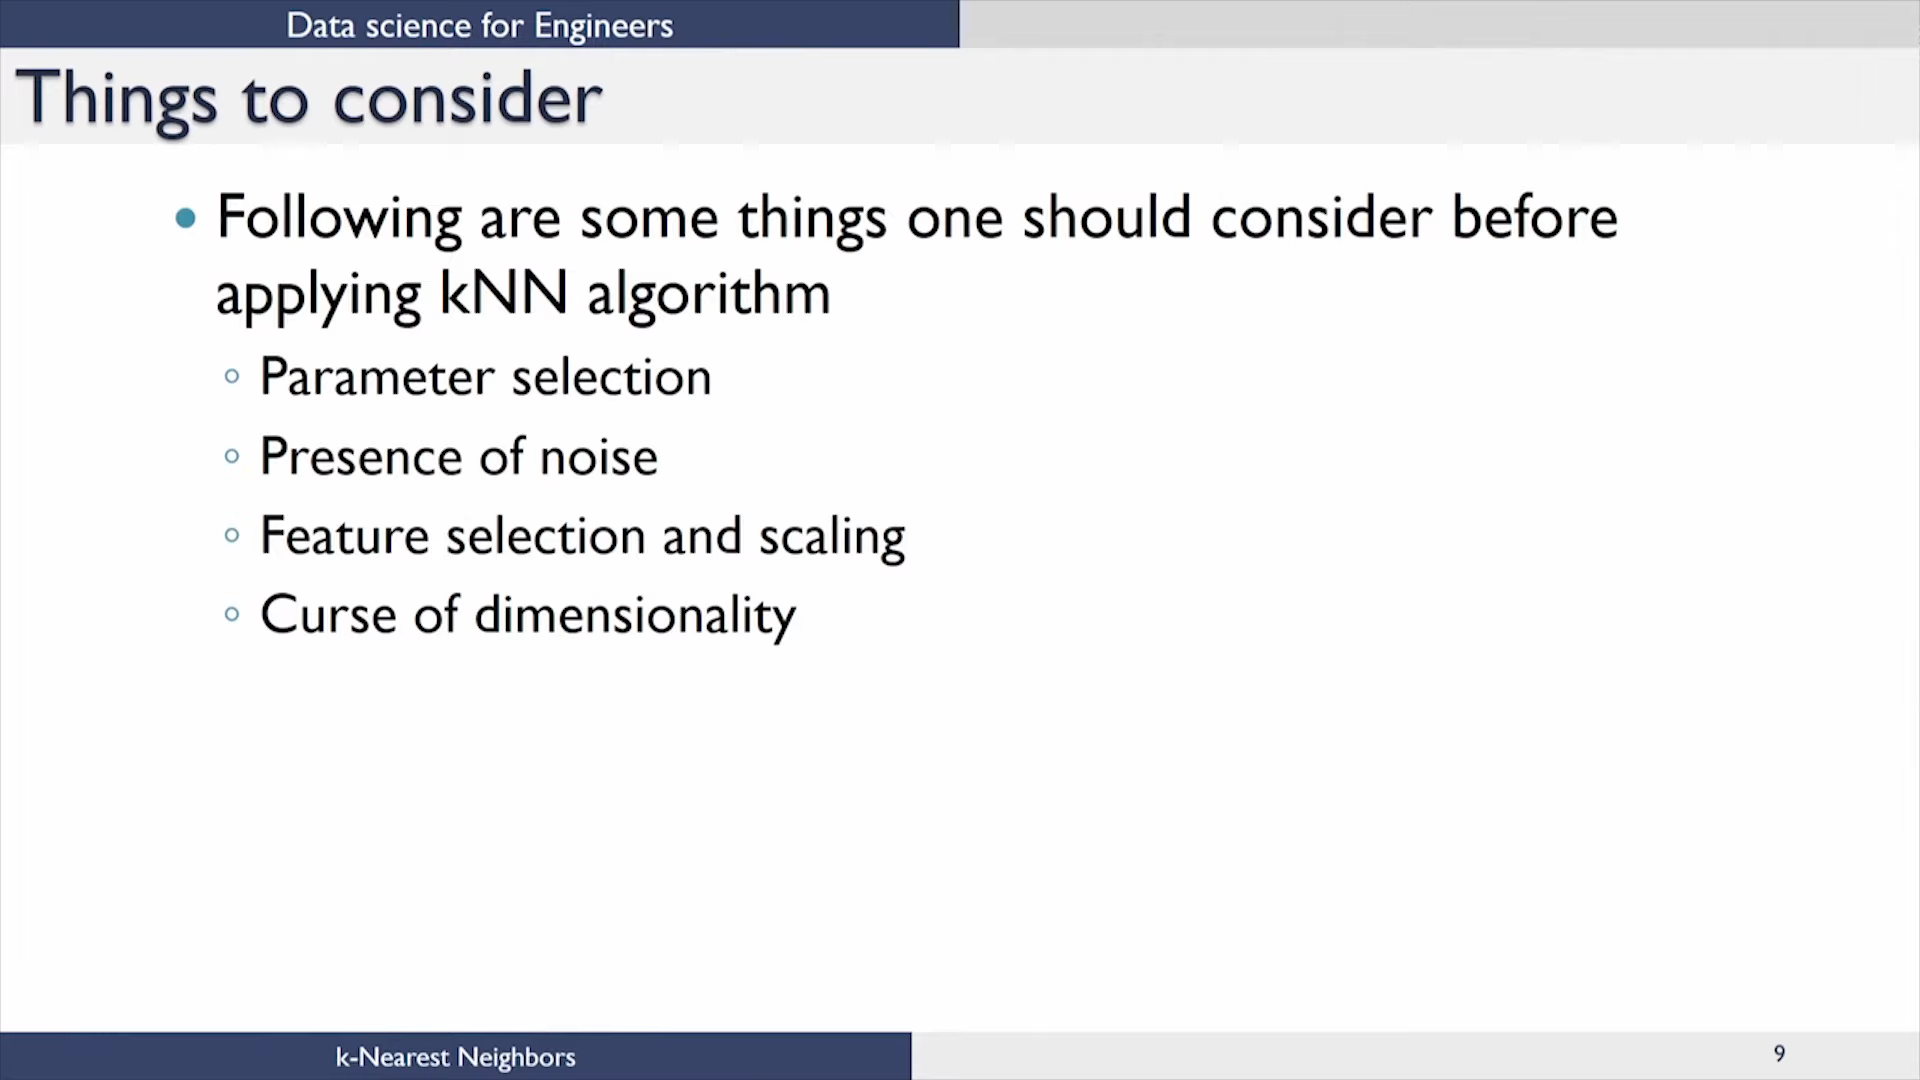 Data science for Engineers
Things to consider
• Following are some things one should consider before
applying kNN algorithm
◦ Parameter selection
◦ Presence of noise
◦ Feature selection and scaling
◦ Curse of dimensionality
k-Nearest Neighbors
9